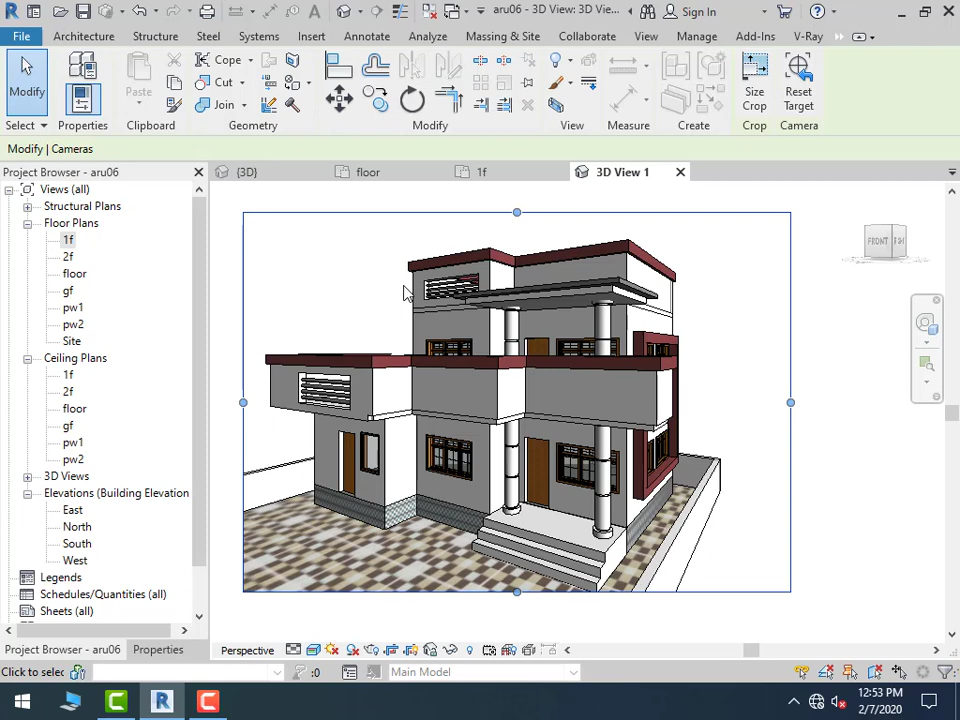 aru06 - 3D View: 3D Vie...
Sign In
File
Architecture
Structure
Steel
Systems
Insert
Annotate
Analyze
Massing & Site
Collaborate
View
Manage
Add-Ins
V-Ray
Modify
Properties
Paste
Cope
Cut
Join
Size
Crop
Reset
Target
Select
Properties
Clipboard
Geometry
Modify
View
Measure
Create
Crop
Camera
Modify | Cameras
Project Browser - aru06
{3D}
floor
1f
3D View 1
Views (all)
Structural Plans
Floor Plans
1f
2f
floor
gf
pw1
pw2
Site
Ceiling Plans
1f
2f
floor
gf
pw1
pw2
3D Views
Elevations (Building Elevation
East
North
South
West
Legends
Schedules/Quantities (all)
Sheets (all)
FRONT
Project Browser - aru06
Properties
Perspective
Click to selec
:0
Main Model
12:53 PM
2/7/2020